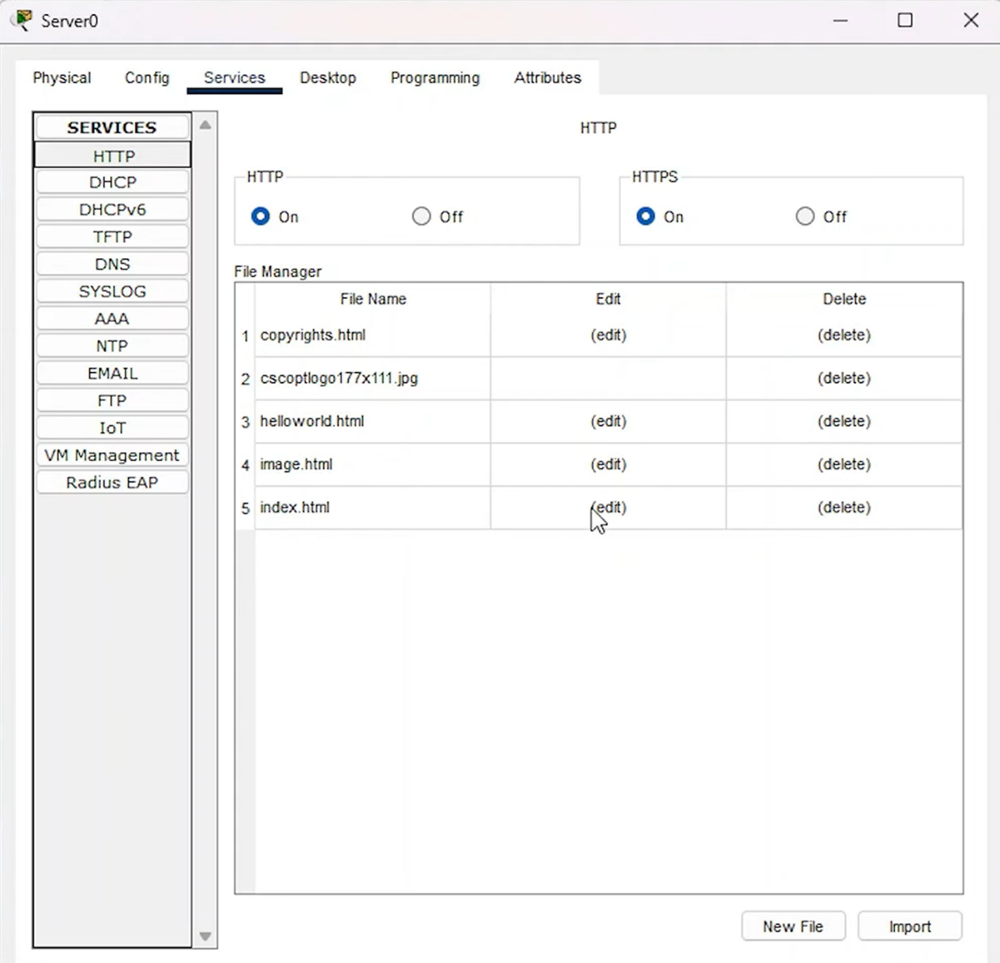 Server0
Physical Config Services Desktop Programming Attributes
SERVICES
HTTP
DHCP
DHCPv6
TFTP
DNS
SYSLOG
AAA
NTP
EMAIL
FTP
IoT
VM Management
Radius EAP
HTTP
HTTP
On Off
HTTPS
On Off
File Manager
File Name Edit Delete
1 copyrights.html (edit) (delete)
2 cscoptlogo177x111.jpg (delete)
3 helloworld.html (edit) (delete)
4 image.html (edit) (delete)
5 index.html (edit) (delete)
New File Import